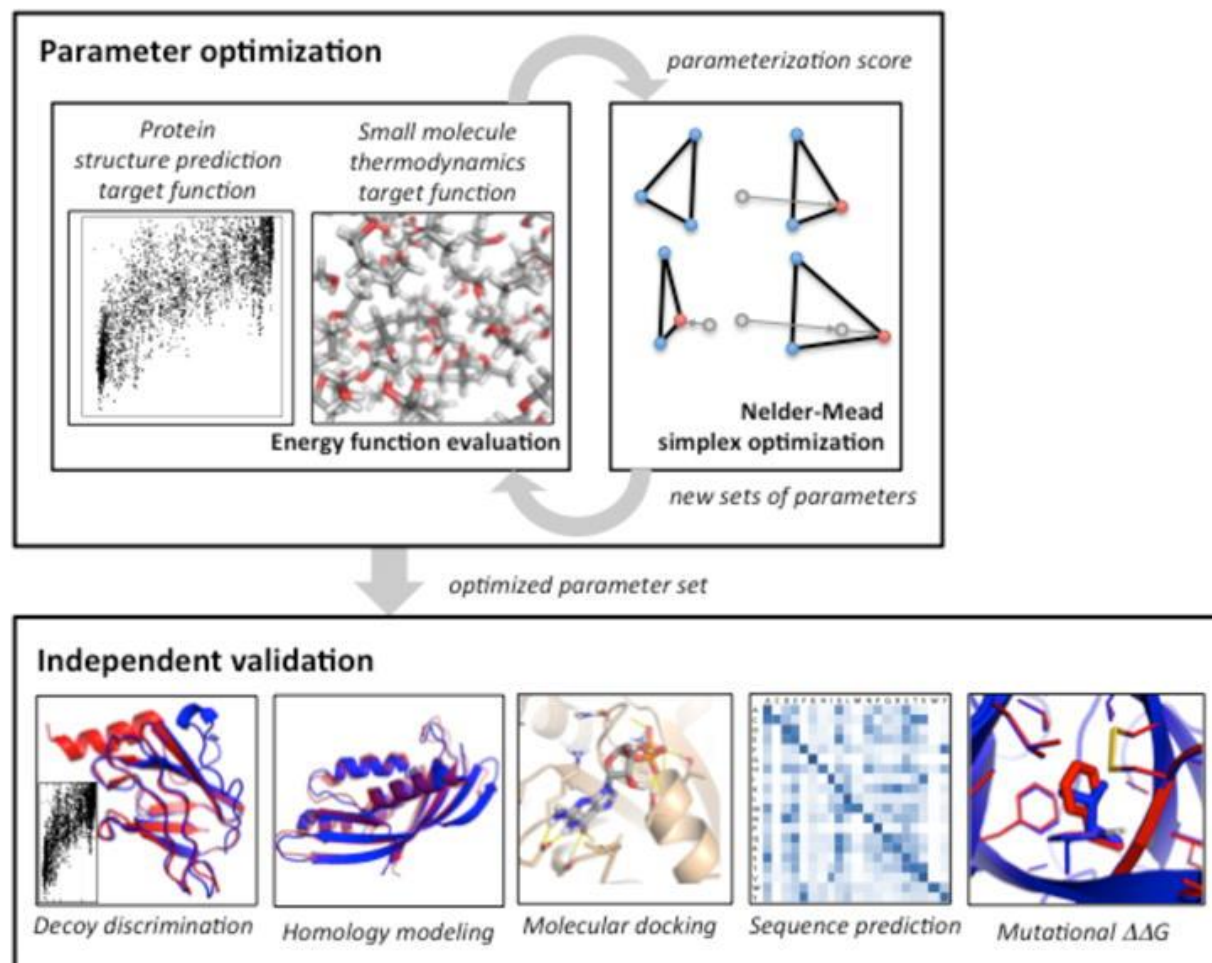 Parameter optimization
parameterization score
Protein
structure prediction
target function
Small molecule
thermodynamics
target function
Energy function evaluation
Nelder-Mead
simplex optimization
new sets of parameters
optimized parameter set
Independent validation
Decoy discrimination
Homology modeling
Molecular docking
Sequence prediction
Mutational ΔΔG